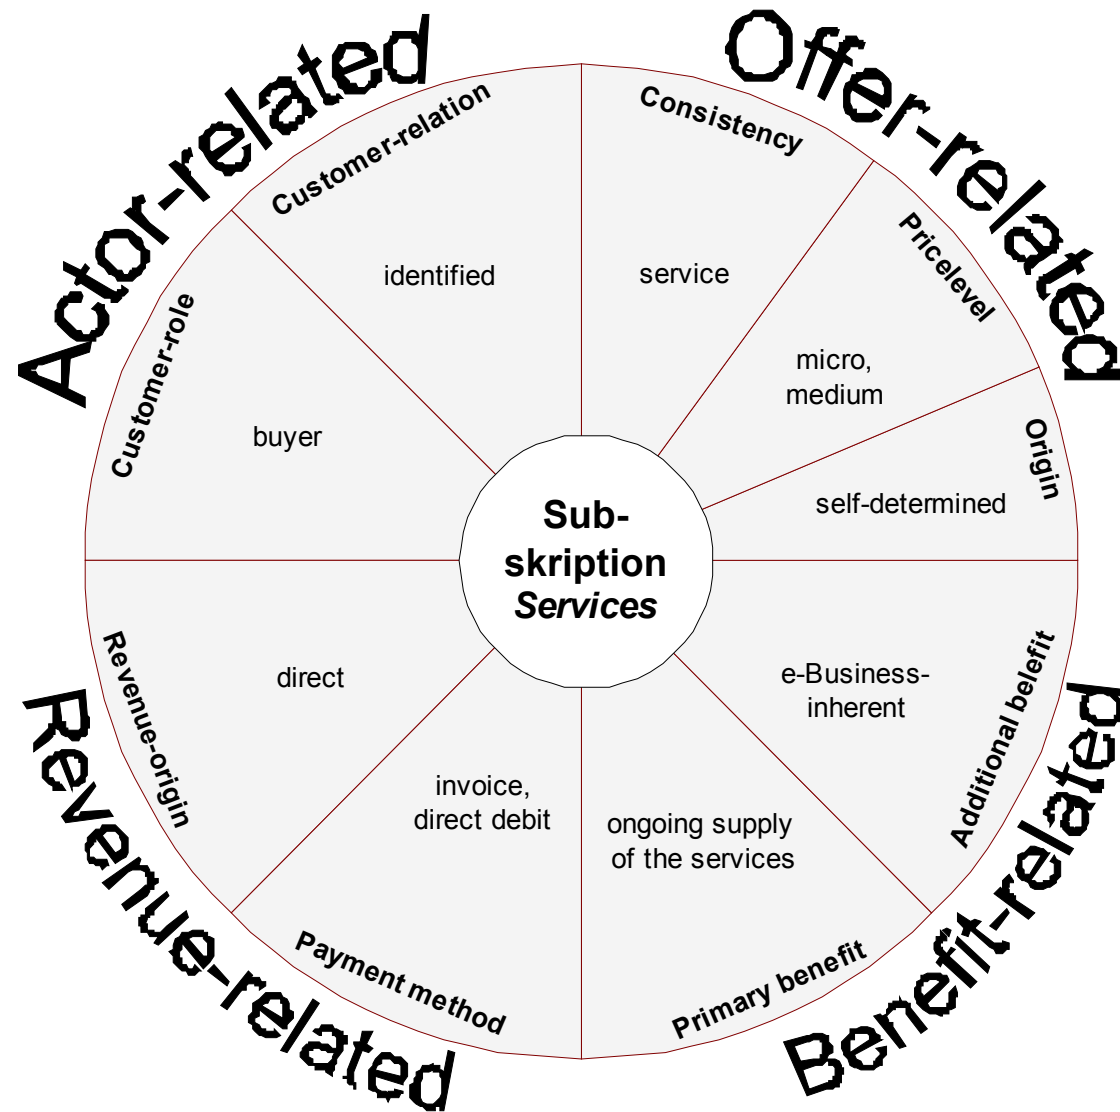 Actor-related
Offer-related
Customer-relation
identified
Consistency
service
Pricelevel
micro,
medium
Customer-role
buyer
Origin
self-determined
Sub-
skription
Services
Revenue-origin
direct
Additional belefit
e-Business-
inherent
Payment method
invoice,
direct debit
Primary benefit
ongoing supply
of the services
Revenue-related
Benefit-related